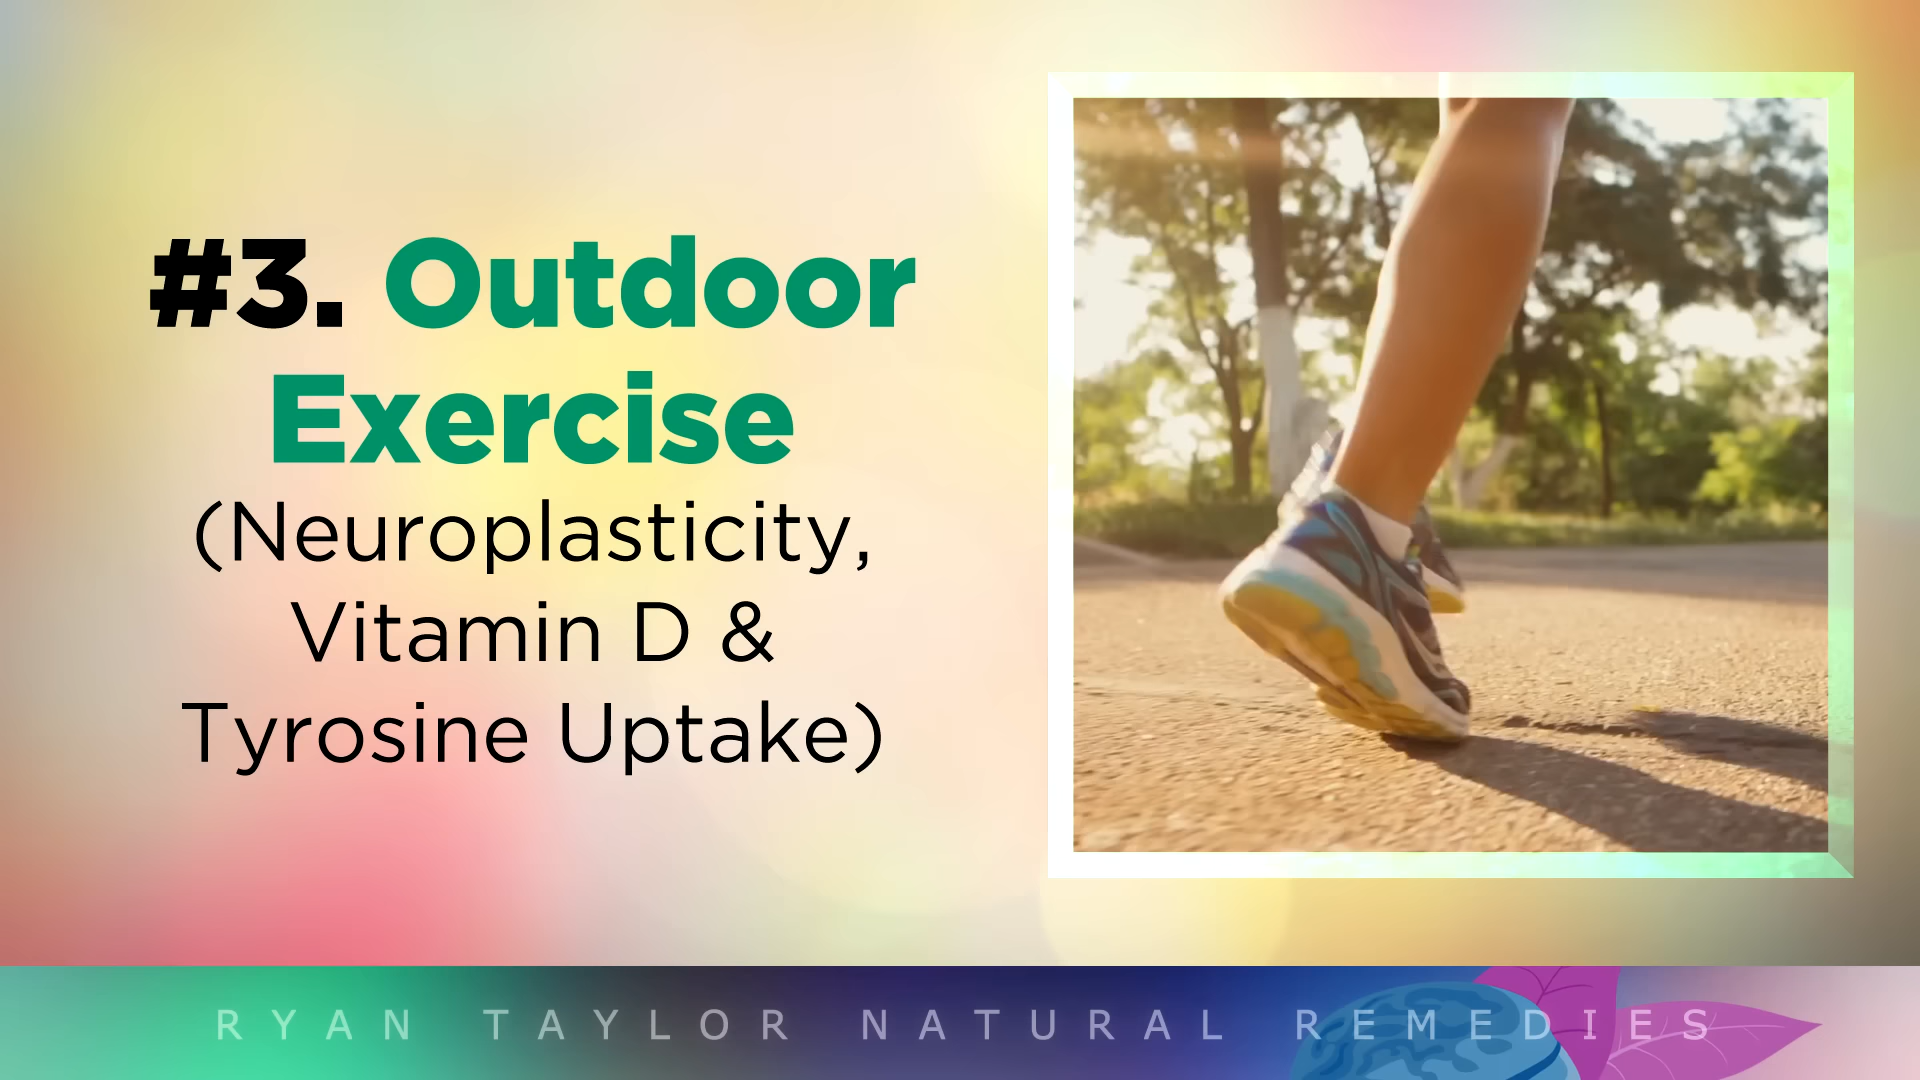 #3. Outdoor
Exercise
(Neuroplasticity,
Vitamin D &
Tyrosine Uptake)
RYAN TAYLOR NATURAL REMEDIES